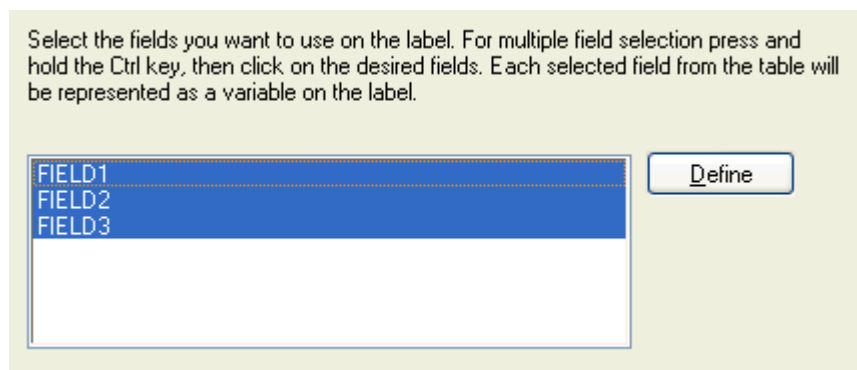 Select the fields you want to use on the label. For multiple field selection press and
hold the Ctrl key, then click on the desired fields. Each selected field from the table will
be represented as a variable on the label.
FIELD1
Define
FIELD2
FIELD3